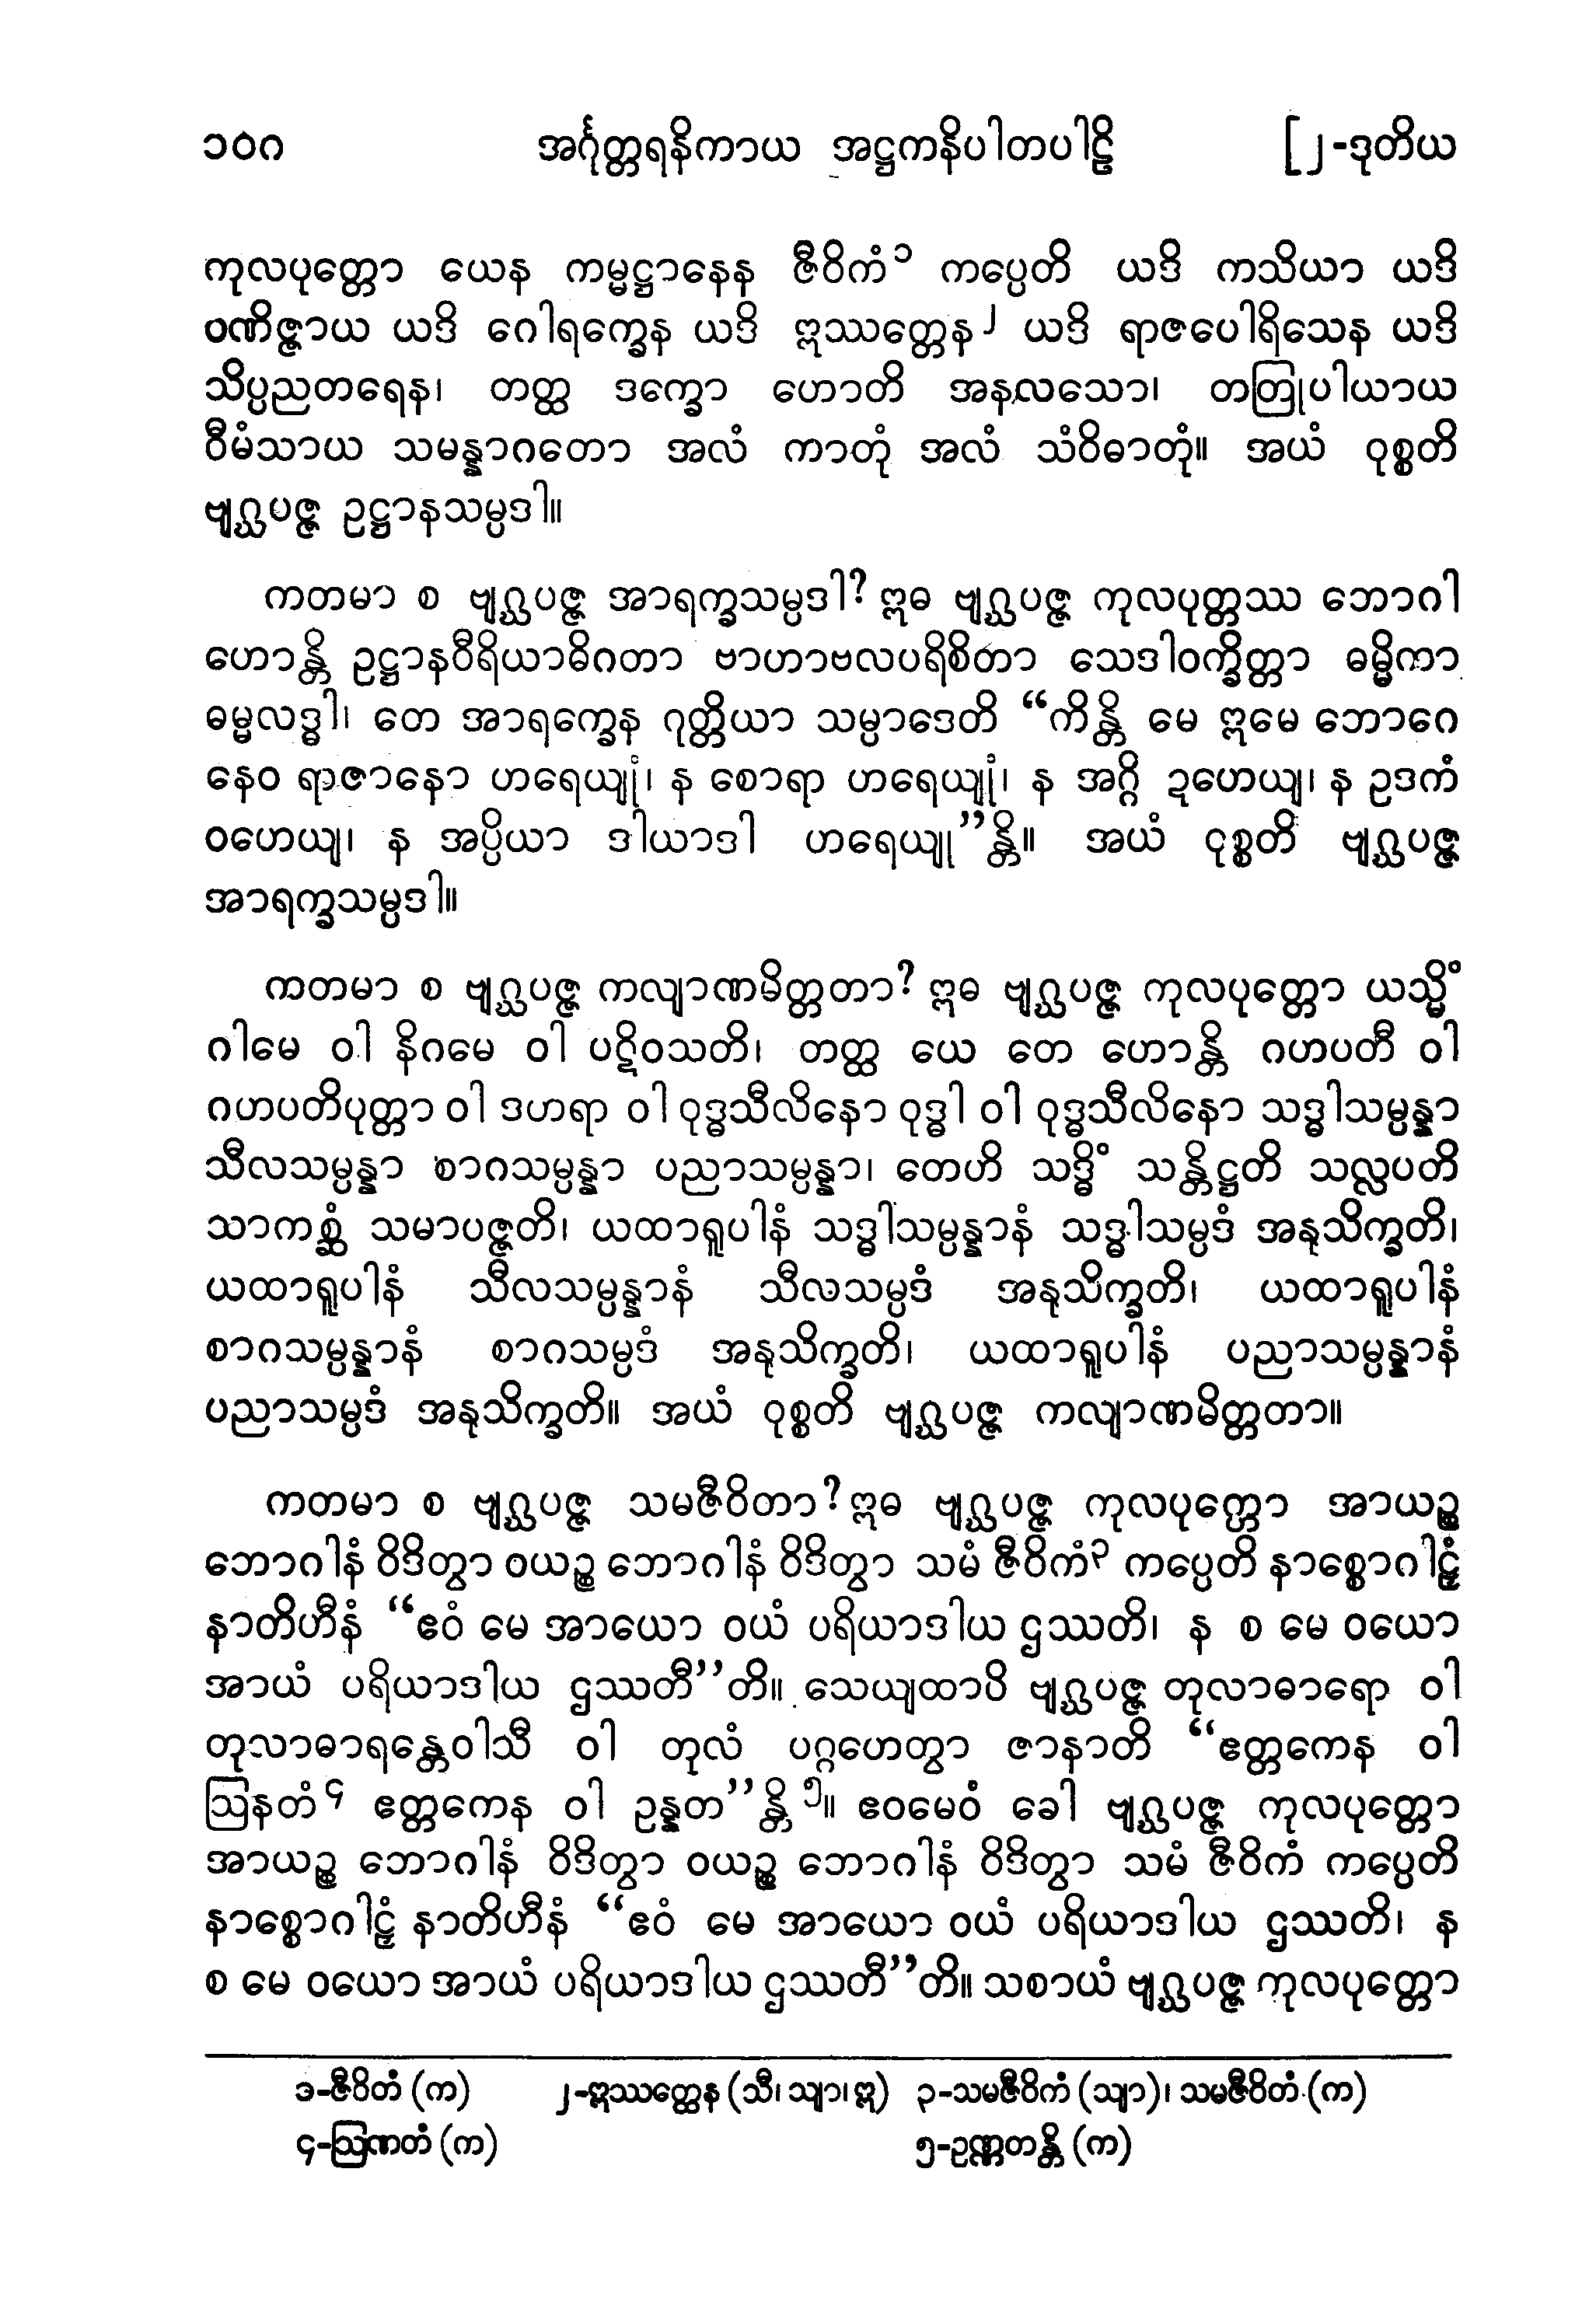 ၁၀ဂ အင်္ဂုတ္တရနိကာယ အဋ္ဌကနိပါတပါဠိ [၂-ဒုတိယ
ကုလပုတ္တော ယေန ကမ္မဋ္ဌာနေန ဇီဝိကံ၁ ကပ္ပေတိ ယဒိ ကသိယာ ယဒိ
ဝဏိဇ္ဇာယ ယဒိ ဂေါရက္ခေန ယဒိ ဣဿတ္တေန၂ ယဒိ ရာဇပေါရိသေန ယဒိ
သိပ္ပညတရေန၊ တတ္ထ ဒက္ခော ဟောတိ အနလသော၊ တတြုပါယာယ
ဝီမံသာယ သမန္နာဂတော အလံ ကာတုံ အလံ သံဝိဓာတုံ။ အယံ ဝုစ္စတိ
ဗျဂ္ဃပဇ္ဇ ဥဋ္ဌာနသမ္ပဒါ။
ကတမာ စ ဗျဂ္ဃပဇ္ဇ အာရက္ခသမ္ပဒါ? ဣဓ ဗျဂ္ဃပဇ္ဇ ကုလပုတ္တဿ ဘောဂါ
ဟောန္တိ ဥဋ္ဌာနဝီရိယာဓိဂတာ ဗာဟာဗလပရိစိတာ သေဒါဝက္ခိတ္တာ ဓမ္မိကာ
ဓမ္မလဒ္ဓါ၊ တေ အာရက္ခေန ဂုတ္တိယာ သမ္ပာဒေတိ “ကိန္တိ မေ ဣမေ ဘောဂေ
နေဝ ရာဇာနော ဟရေယျုံ၊ န စောရာ ဟရေယျုံ၊ န အဂ္ဂိ ဍဟေယျ၊ န ဥဒကံ
ဝဟေယျ၊ န အပ္ပိယာ ဒါယာဒါ ဟရေယျု”န္တိ။ အယံ ဝုစ္စတိ ဗျဂ္ဃပဇ္ဇ
အာရက္ခသမ္ပဒါ။
ကတမာ စ ဗျဂ္ဃပဇ္ဇ ကလျာဏမိတ္တတာ? ဣဓ ဗျဂ္ဃပဇ္ဇ ကုလပုတ္တော ယသ္မိံ
ဂါမေ ဝါ နိဂမေ ဝါ ပဋိဝသတိ၊ တတ္ထ ယေ တေ ဟောန္တိ ဂဟပတီ ဝါ
ဂဟပတိပုတ္တာ ဝါ ဒဟရာ ဝါ ဝုဒ္ဓသီလိနော ဝုဒ္ဓါ ဝါ ဝုဒ္ဓသီလိနော သဒ္ဓါသမ္ပန္နာ
သီလသမ္ပန္နာ စာဂသမ္ပန္နာ ပညာသမ္ပန္နာ၊ တေဟိ သဒ္ဓိံ သန္တိဋ္ဌတိ သလ္လပတိ
သာကစ္ဆံ သမာပဇ္ဇတိ၊ ယထာရူပါနံ သဒ္ဓါသမ္ပန္နာနံ သဒ္ဓါသမ္ပဒံ အနုသိက္ခတိ၊
ယထာရူပါနံ သီလသမ္ပန္နာနံ သီလသမ္ပဒံ အနုသိက္ခတိ၊ ယထာရူပါနံ
စာဂသမ္ပန္နာနံ စာဂသမ္ပဒံ အနုသိက္ခတိ၊ ယထာရူပါနံ ပညာသမ္ပန္နာနံ
ပညာသမ္ပဒံ အနုသိက္ခတိ။ အယံ ဝုစ္စတိ ဗျဂ္ဃပဇ္ဇ ကလျာဏမိတ္တတာ။
ကတမာ စ ဗျဂ္ဃပဇ္ဇ သမဇီဝိတာ? ဣဓ ဗျဂ္ဃပဇ္ဇ ကုလပုတ္တော အာယဉ္စ
ဘောဂါနံ ဝိဒိတွာ ဝယဉ္စ ဘောဂါနံ ဝိဒိတွာ သမံ ဇီဝိကံ၃ ကပ္ပေတိ နာစ္စောဂါဠှံ
နာတိဟီနံ “ဧဝံ မေ အာယော ဝယံ ပရိယာဒါယ ဌဿတိ၊ န စ မေ ဝယော
အာယံ ပရိယာဒါယ ဌဿတီ”တိ။ သေယျထာပိ ဗျဂ္ဃပဇ္ဇ တုလာဓာရော ဝါ
တုလာဓာရန္တေဝါသီ ဝါ တုလံ ပဂ္ဂဟေတွာ ဇာနာတိ “ဧတ္တကေန ဝါ
ဩနတံ၄ ဧတ္တကေန ဝါ ဥန္နတ”န္တိ၅။ ဧဝမေဝံ ခေါ ဗျဂ္ဃပဇ္ဇ ကုလပုတ္တော
အာယဉ္စ ဘောဂါနံ ဝိဒိတွာ ဝယဉ္စ ဘောဂါနံ ဝိဒိတွာ သမံ ဇီဝိကံ ကပ္ပေတိ
နာစ္စောဂါဠှံ နာတိဟီနံ “ဧဝံ မေ အာယော ဝယံ ပရိယာဒါယ ဌဿတိ၊ န
စ မေ ဝယော အာယံ ပရိယာဒါယ ဌဿတီ”တိ။ သစာယံ ဗျဂ္ဃပဇ္ဇ ကုလပုတ္တော
၁-ဇီဝိတံ (က) ၂-ဣဿတ္ထေန (သီ၊ သျာ၊ ဣ) ၃-သမဇီဝိကံ (သျာ)၊ သမဇီဝိတံ (က)
၄-ဩဏတံ (က) ၅-ဥဏ္ဏတန္တိ (က)